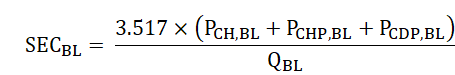 SEC_BL = 3.517 × (P_CH,BL + P_CHP,BL + P_CDP,BL) / Q_BL